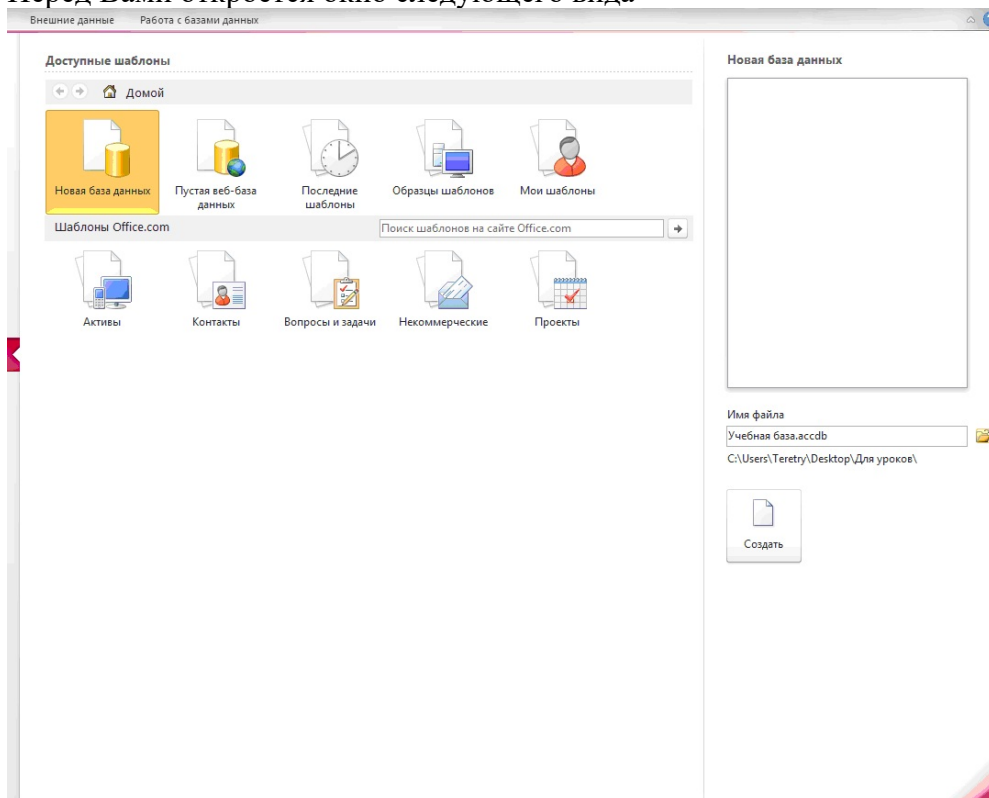 Перед Вами откроется окно следующего вида
Внешние данные Работа с базами данных
Доступные шаблоны
Домой
Новая база данных
Пустая веб-база данных
Последние шаблоны
Образцы шаблонов
Мои шаблоны
Шаблоны Office.com
Поиск шаблонов на сайте Office.com
Активы
Контакты
Вопросы и задачи
Некоммерческие
Проекты
Новая база данных
Имя файла
Учебная база.accdb
C:\Users\Teretry\Desktop\Для уроков\
Создать